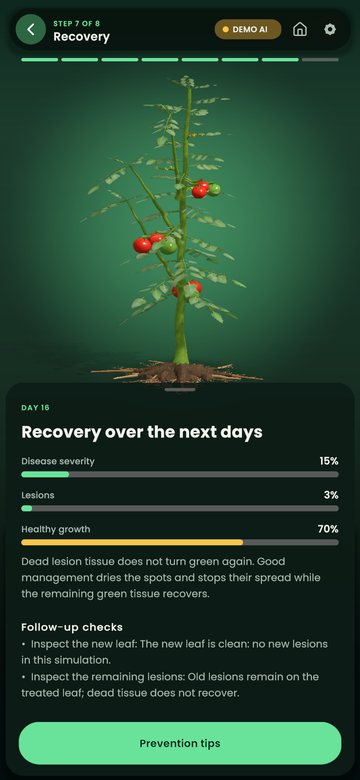 STEP 7 OF 8
Recovery
DEMO AI
DAY 16
Recovery over the next days
Disease severity 15%
Lesions 3%
Healthy growth 70%
Dead lesion tissue does not turn green again. Good
management dries the spots and stops their spread while
the remaining green tissue recovers.
Follow-up checks
• Inspect the new leaf: The new leaf is clean: no new lesions
in this simulation.
• Inspect the remaining lesions: Old lesions remain on the
treated leaf; dead tissue does not recover.
Prevention tips